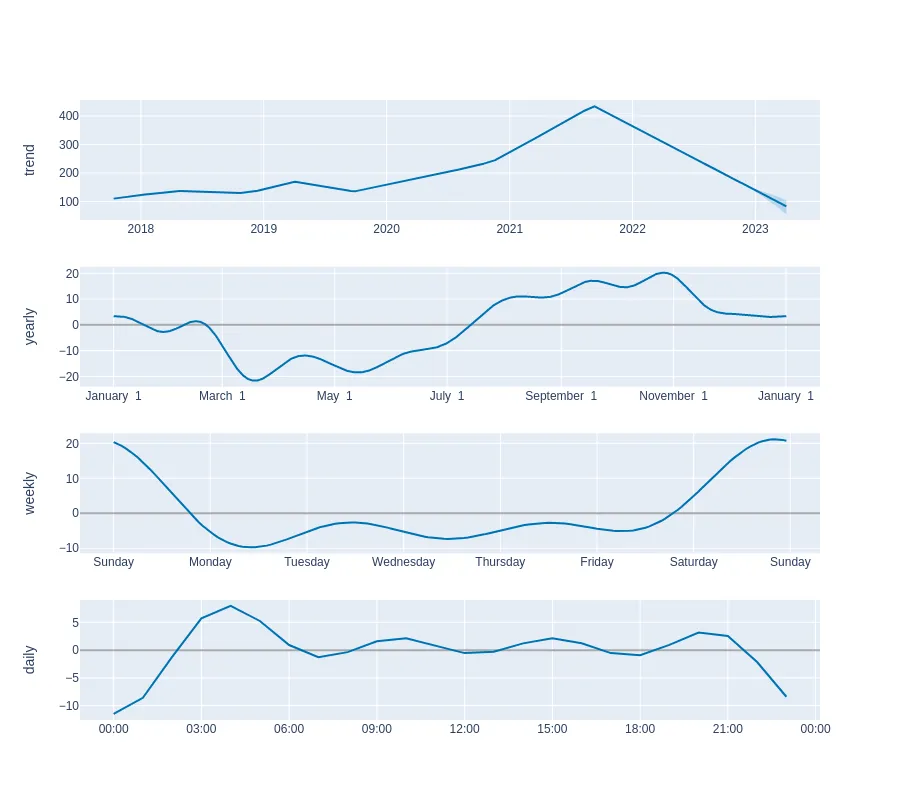 trend
400
300
200
100
2018 2019 2020 2021 2022 2023
yearly
20
10
0
−10
−20
January 1 March 1 May 1 July 1 September 1 November 1 January 1
weekly
20
10
0
−10
Sunday Monday Tuesday Wednesday Thursday Friday Saturday Sunday
daily
5
0
−5
−10
00:00 03:00 06:00 09:00 12:00 15:00 18:00 21:00 00:00